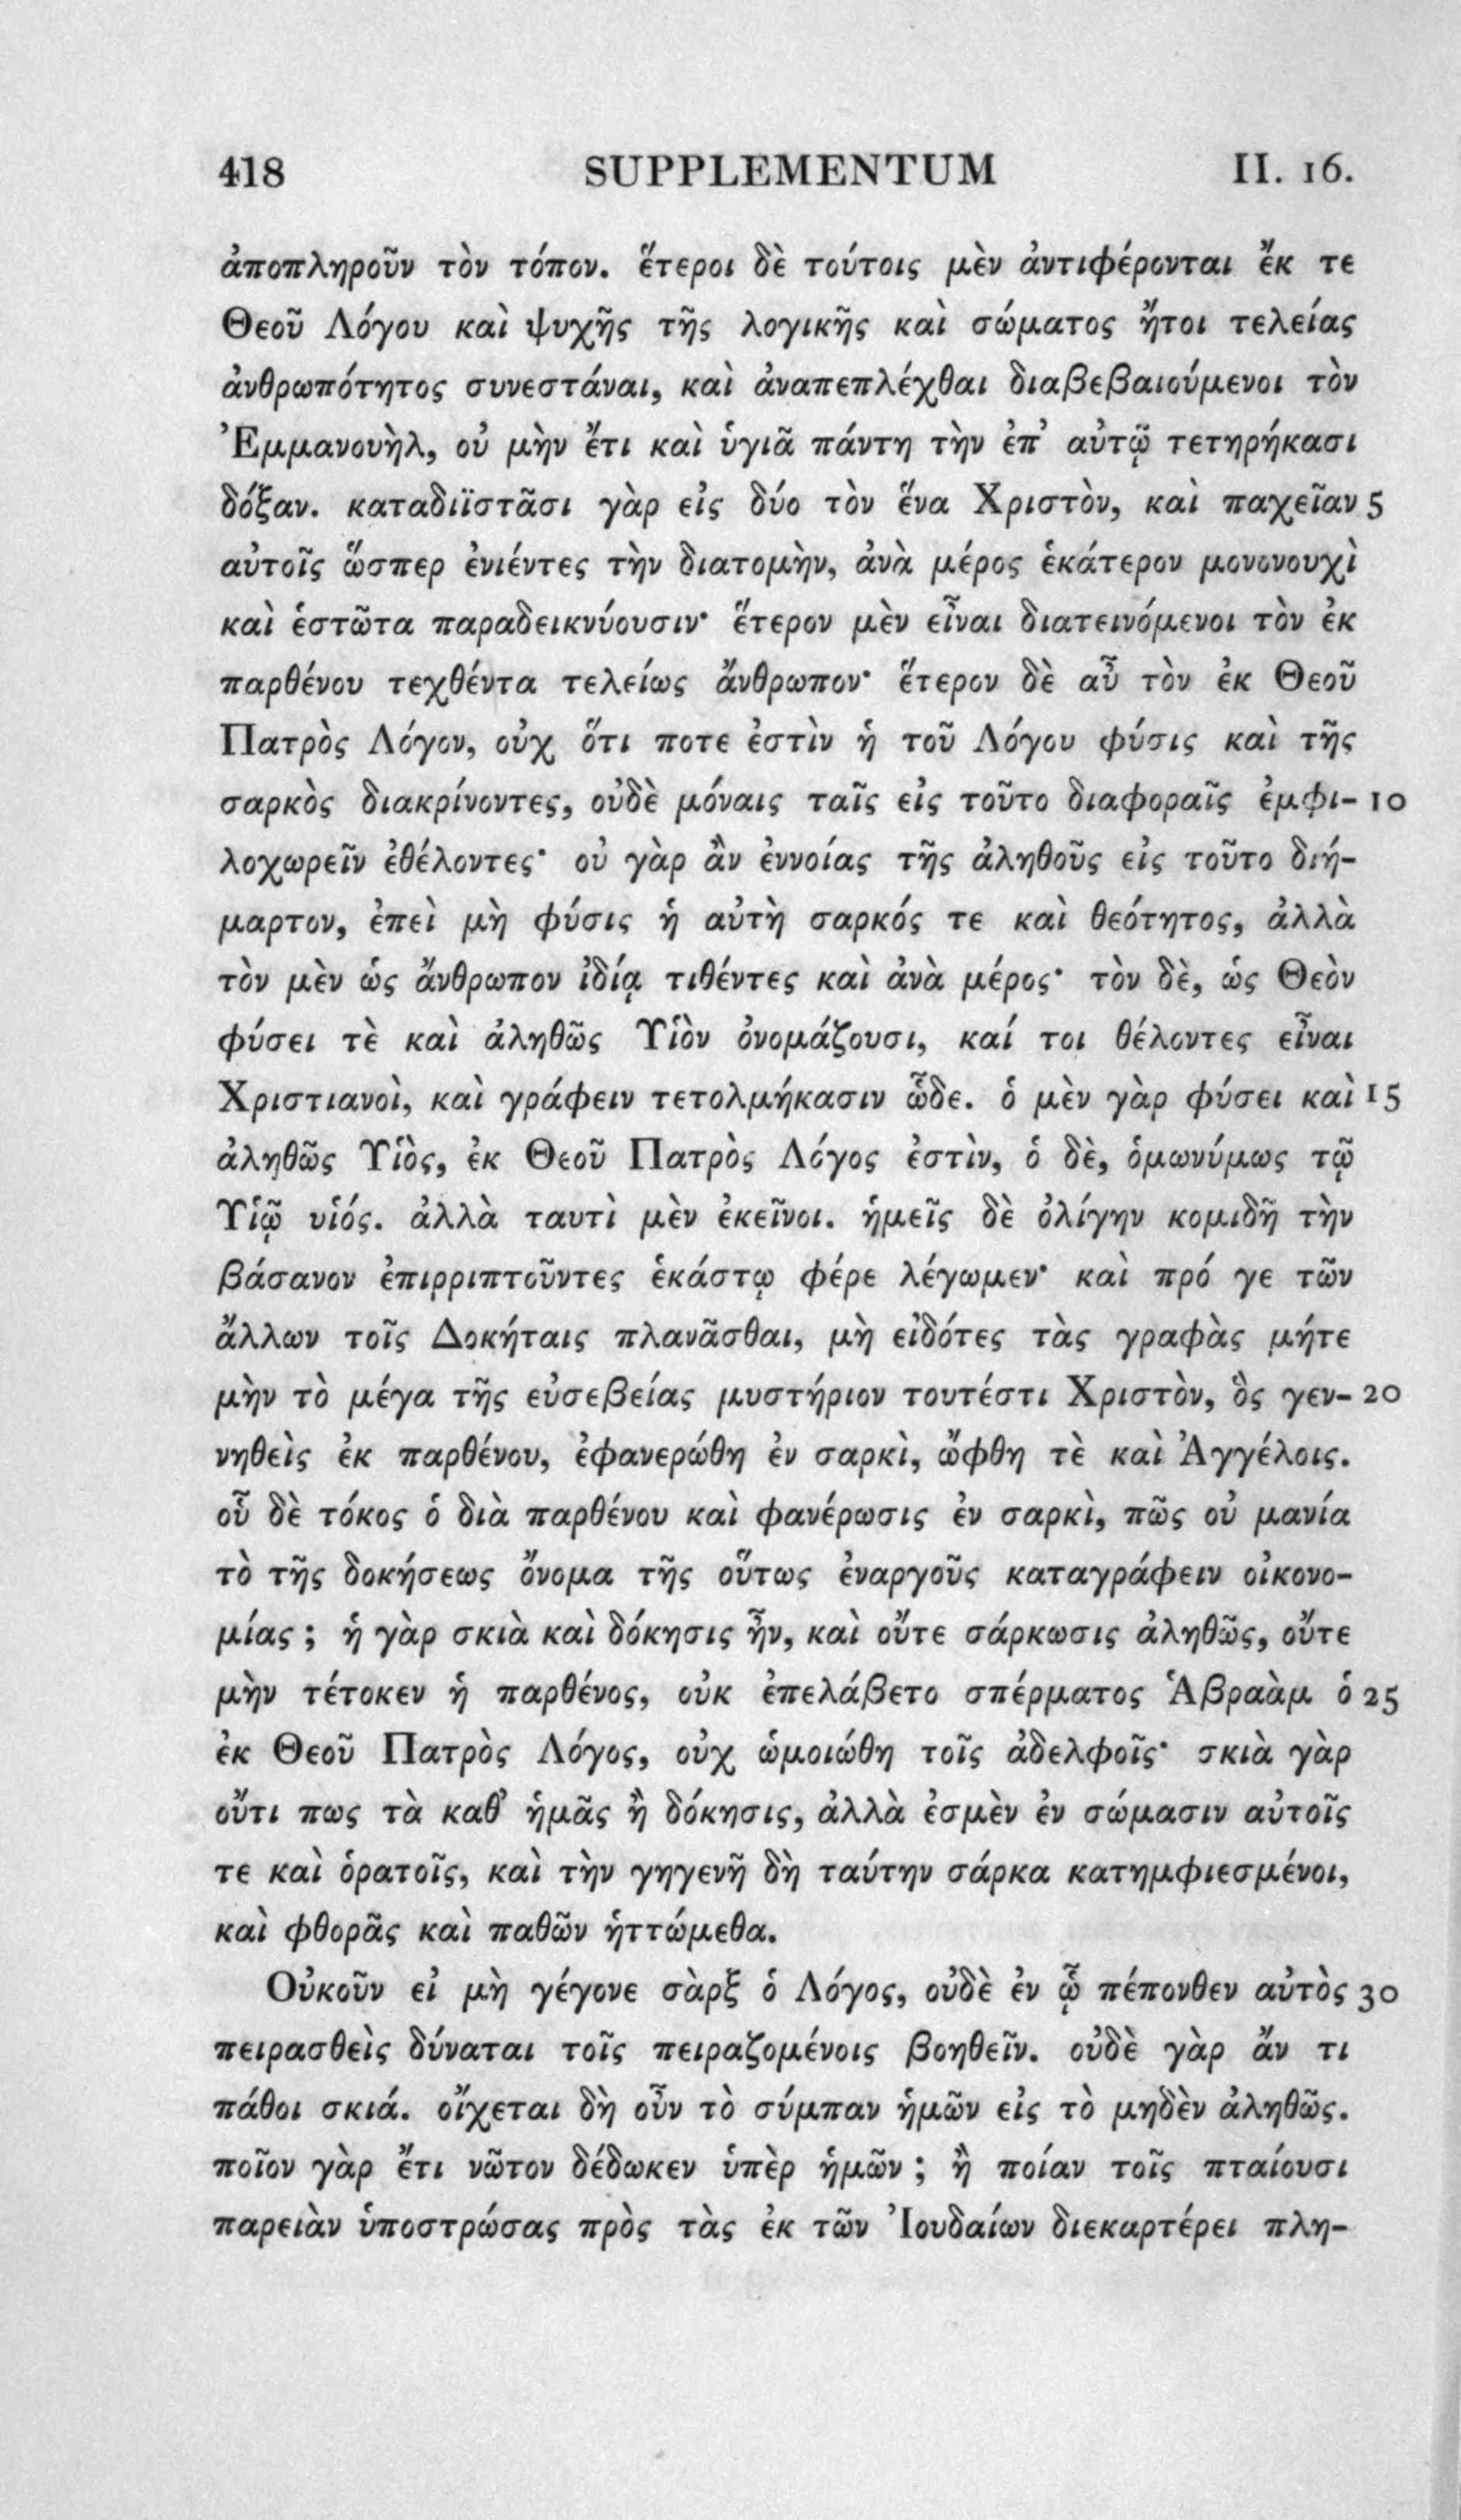 418 SUPPLEMENTUM II. 16.
ἀποπληροῦν τὸν τόπον. ἕτεροι δὲ τούτοις μὲν ἀντιφέρονται ἔκ τε
Θεοῦ Λόγου καὶ ψυχῆς τῆς λογικῆς καὶ σώματος ἤτοι τελείας
ἀνθρωπότητος συνεστάναι, καὶ ἀναπεπλέχθαι διαβεβαιούμενοι τὸν
Ἐμμανουὴλ, οὐ μὴν ἔτι καὶ ὑγιᾶ πάντη τὴν ἐπ’ αὐτῷ τετηρήκασι
δόξαν. καταδιϊστᾶσι γὰρ εἰς δύο τὸν ἕνα Χριστὸν, καὶ παχεῖαν 5
αὐτοῖς ὥσπερ ἐνιέντες τὴν διατομὴν, ἀνὰ μέρος ἑκάτερον μονονουχὶ
καὶ ἑστῶτα παραδεικνύουσιν· ἕτερον μὲν εἶναι διατεινόμενοι τὸν ἐκ
παρθένου τεχθέντα τελείως ἄνθρωπον· ἕτερον δὲ αὖ τὸν ἐκ Θεοῦ
Πατρὸς Λόγον, οὐχ ὅτι ποτε ἐστὶν ἡ τοῦ Λόγου φύσις καὶ τῆς
σαρκὸς διακρίνοντες, οὐδὲ μόναις ταῖς εἰς τοῦτο διαφοραῖς ἐμφι- 10
λοχωρεῖν ἐθέλοντες· οὐ γὰρ ἂν ἐννοίας τῆς ἀληθοῦς εἰς τοῦτο διή-
μαρτον, ἐπεὶ μὴ φύσις ἡ αὐτὴ σαρκός τε καὶ θεότητος, ἀλλὰ
τὸν μὲν ὡς ἄνθρωπον ἰδίᾳ τιθέντες καὶ ἀνὰ μέρος· τὸν δὲ, ὡς Θεὸν
φύσει τὲ καὶ ἀληθῶς Υἱὸν ὀνομάζουσι, καί τοι θέλοντες εἶναι
Χριστιανοὶ, καὶ γράφειν τετολμήκασιν ὧδε. ὁ μὲν γὰρ φύσει καὶ 15
ἀληθῶς Υἱὸς, ἐκ Θεοῦ Πατρὸς Λόγος ἐστὶν, ὁ δὲ, ὁμωνύμως τῷ
Υἱῷ υἱός. ἀλλὰ ταυτὶ μὲν ἐκεῖνοι. ἡμεῖς δὲ ὀλίγην κομιδῆ τὴν
βάσανον ἐπιρριπτοῦντες ἑκάστῳ φέρε λέγωμεν· καὶ πρό γε τῶν
ἄλλων τοῖς Δοκήταις πλανᾶσθαι, μὴ εἰδότες τὰς γραφὰς μήτε
μὴν τὸ μέγα τῆς εὐσεβείας μυστήριον τουτέστι Χριστὸν, ὃς γεν- 20
νηθεὶς ἐκ παρθένου, ἐφανερώθη ἐν σαρκὶ, ὤφθη τὲ καὶ Ἀγγέλοις.
οὗ δὲ τόκος ὁ διὰ παρθένου καὶ φανέρωσις ἐν σαρκὶ, πῶς οὐ μανία
τὸ τῆς δοκήσεως ὄνομα τῆς οὕτως ἐναργοῦς καταγράφειν οἰκονο-
μίας ; ἡ γὰρ σκιὰ καὶ δόκησις ἦν, καὶ οὔτε σάρκωσις ἀληθῶς, οὔτε
μὴν τέτοκεν ἡ παρθένος, οὐκ ἐπελάβετο σπέρματος Ἁβραὰμ ὁ 25
ἐκ Θεοῦ Πατρὸς Λόγος, οὐχ ὡμοιώθη τοῖς ἀδελφοῖς· σκιὰ γὰρ
οὔτι πως τὰ καθ’ ἡμᾶς ἢ δόκησις, ἀλλὰ ἐσμὲν ἐν σώμασιν αὐτοῖς
τε καὶ ὁρατοῖς, καὶ τὴν γηγενῆ δὴ ταύτην σάρκα κατημφιεσμένοι,
καὶ φθορᾶς καὶ παθῶν ἡττώμεθα.
Οὐκοῦν εἰ μὴ γέγονε σὰρξ ὁ Λόγος, οὐδὲ ἐν ᾧ πέπονθεν αὐτὸς 30
πειρασθεὶς δύναται τοῖς πειραζομένοις βοηθεῖν. οὐδὲ γὰρ ἄν τι
πάθοι σκιά. οἴχεται δὴ οὖν τὸ σύμπαν ἡμῶν εἰς τὸ μηδὲν ἀληθῶς.
ποῖον γὰρ ἔτι νῶτον δέδωκεν ὑπὲρ ἡμῶν ; ἢ ποίαν τοῖς πταίουσι
παρειὰν ὑποστρώσας πρὸς τὰς ἐκ τῶν Ἰουδαίων διεκαρτέρει πλη-